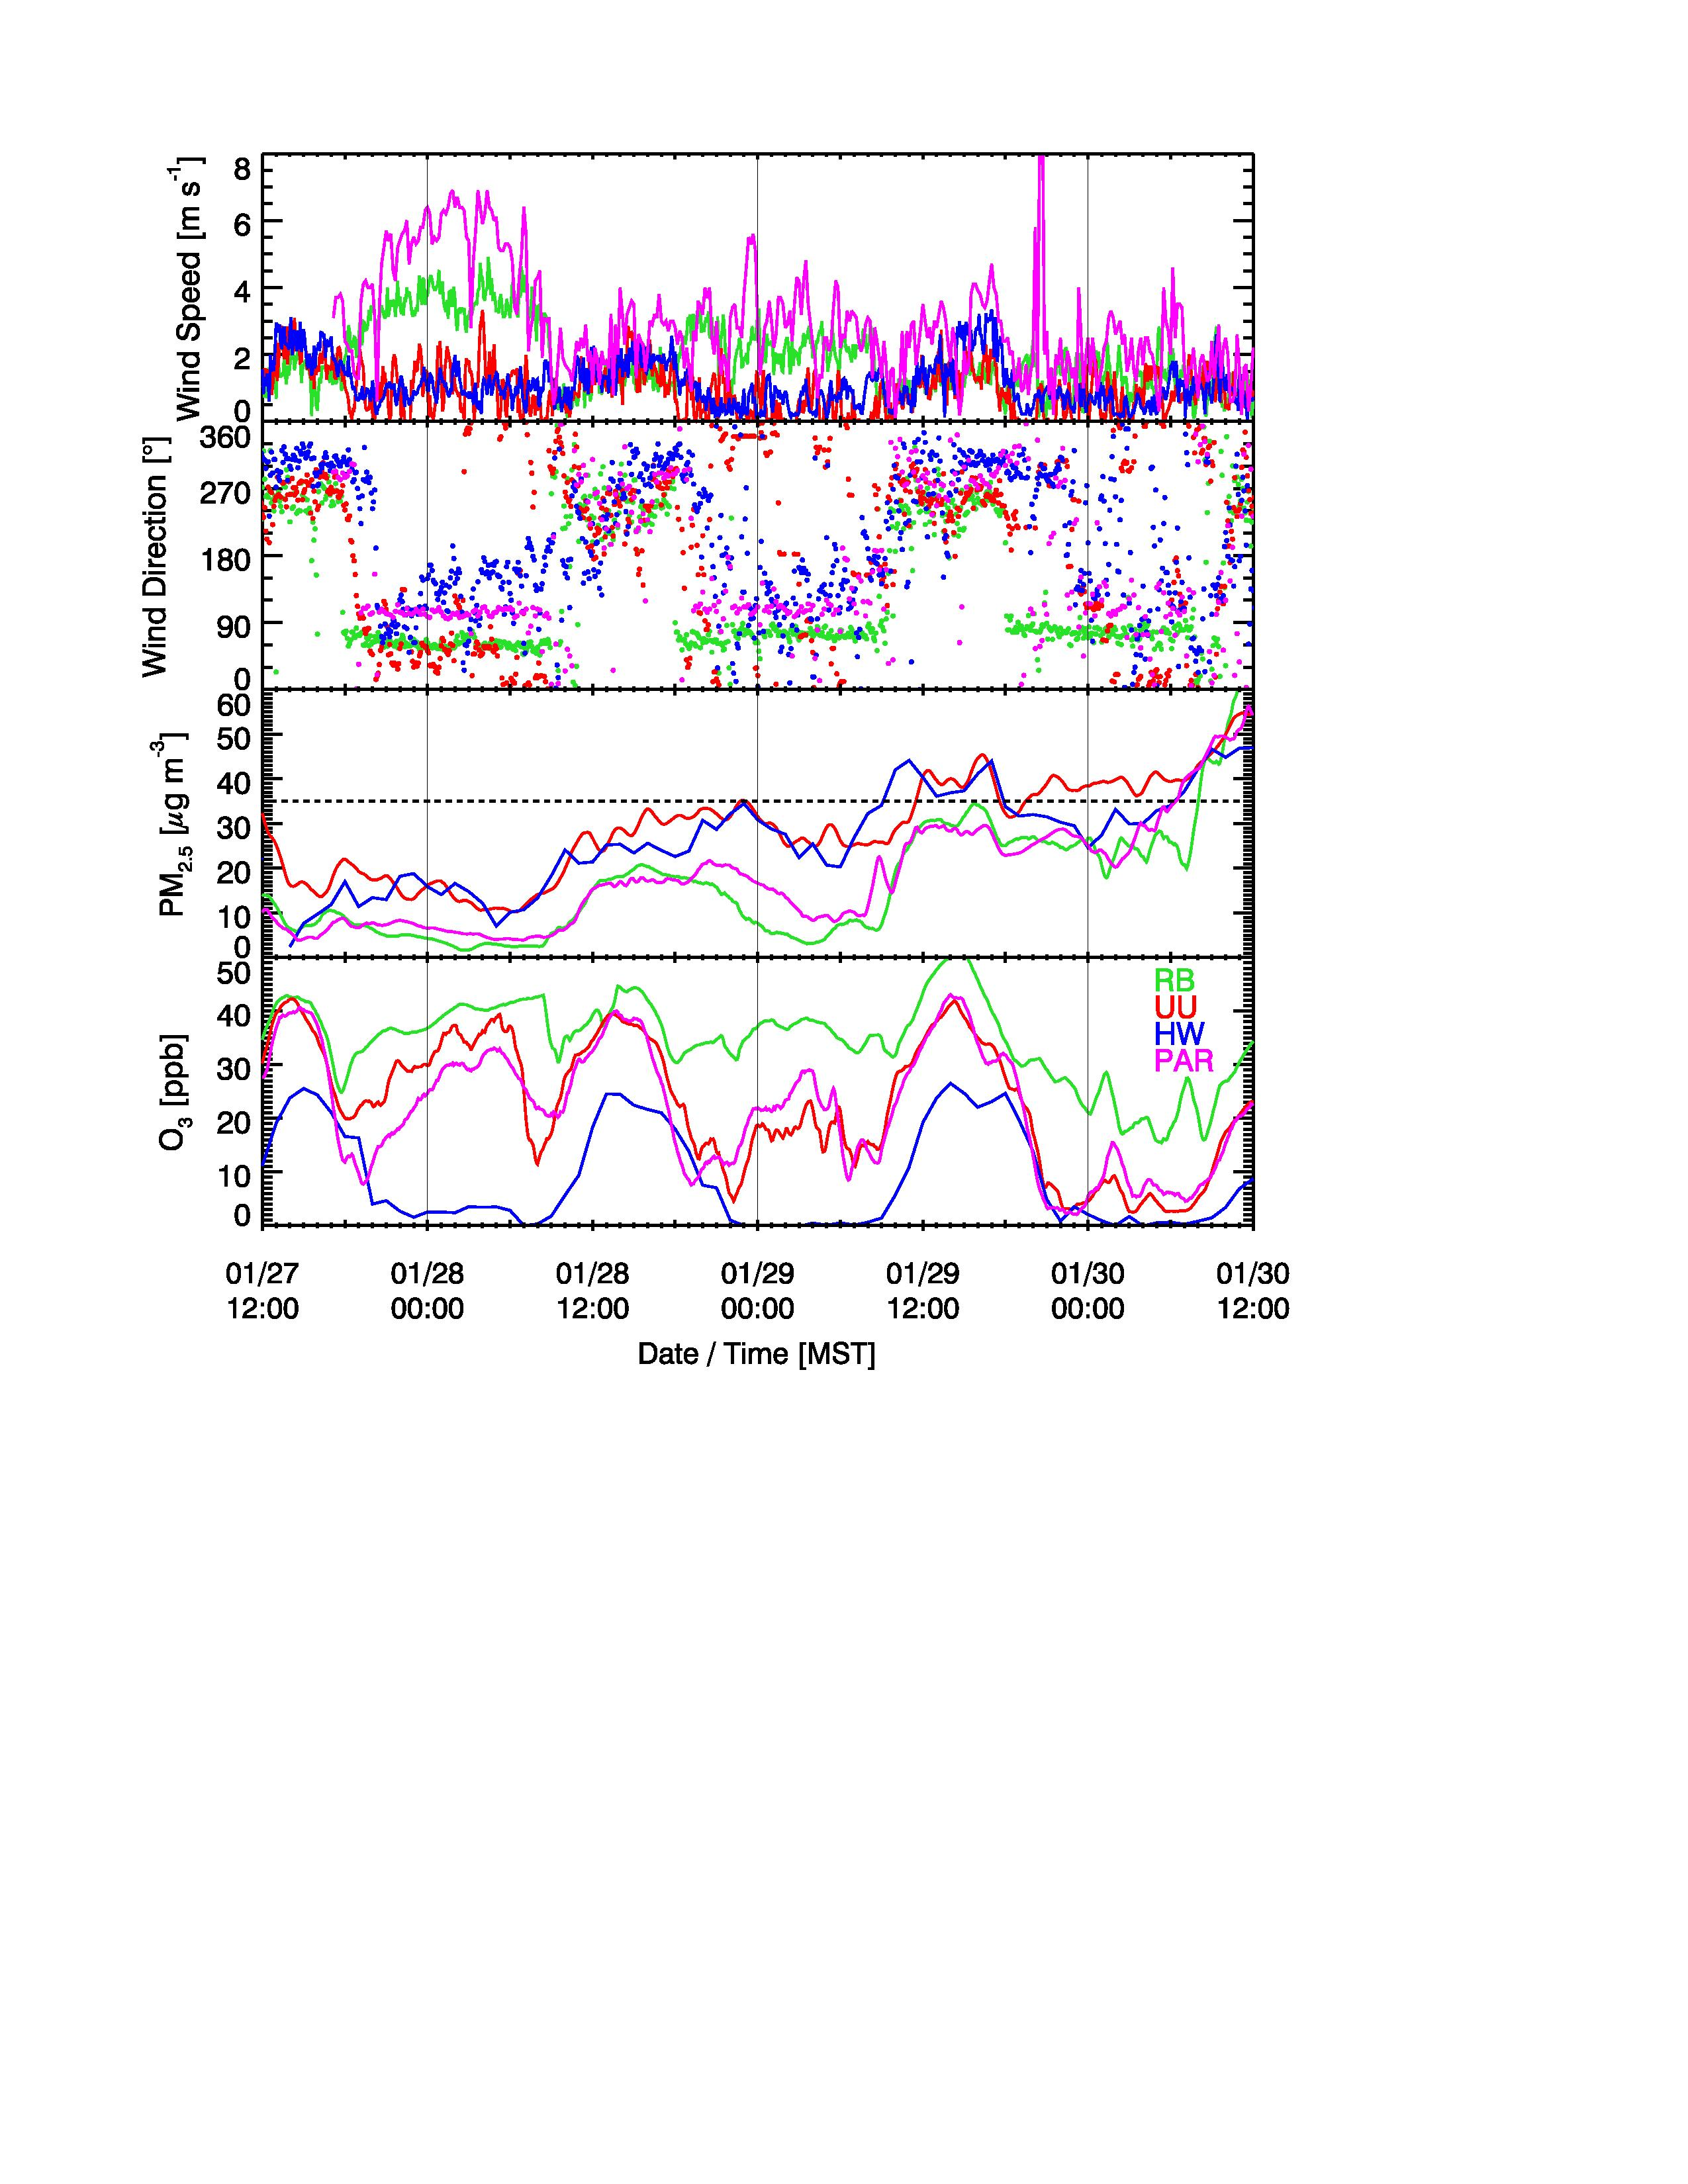 Wind Speed [m s-1]
8
6
4
2
0
Wind Direction [°]
360
270
180
90
0
PM2.5 [µg m-3]
60
50
40
30
20
10
0
O3 [ppb]
50
40
30
20
10
0
RB
UU
HW
PAR
01/27 01/28 01/28 01/29 01/29 01/30 01/30
12:00 00:00 12:00 00:00 12:00 00:00 12:00
Date / Time [MST]